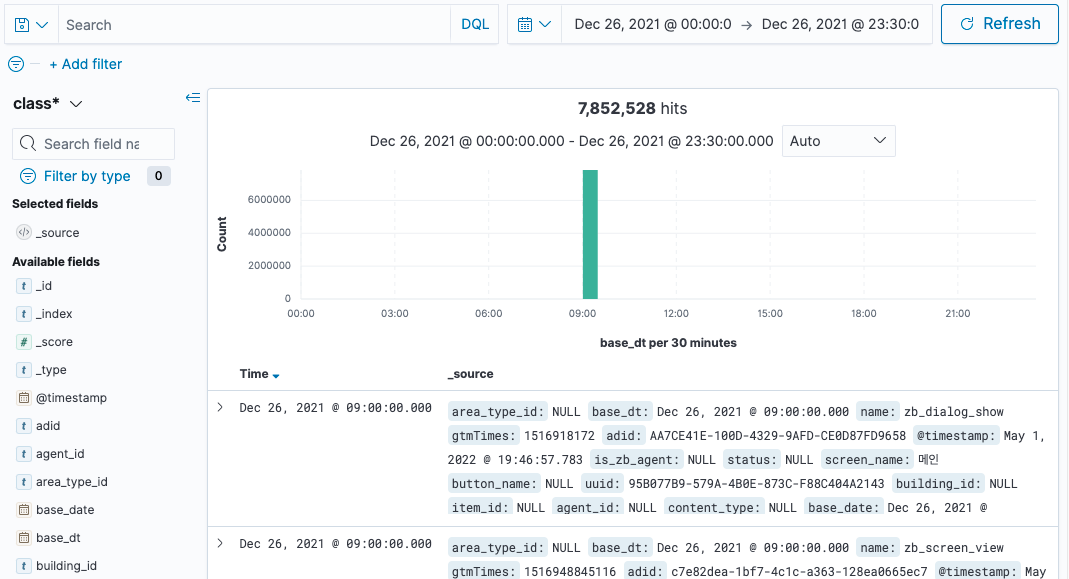 Search DQL Dec 26, 2021 @ 00:00:0 → Dec 26, 2021 @ 23:30:0 Refresh
+ Add filter
class*
Search field na
Filter by type 0
Selected fields
_source
Available fields
t _id
t _index
# _score
t _type
@timestamp
t adid
t agent_id
t area_type_id
base_date
base_dt
t building_id
7,852,528 hits
Dec 26, 2021 @ 00:00:00.000 - Dec 26, 2021 @ 23:30:00.000 Auto
Count
6000000
4000000
2000000
0
00:00 03:00 06:00 09:00 12:00 15:00 18:00 21:00
base_dt per 30 minutes
Time _source
Dec 26, 2021 @ 09:00:00.000 area_type_id: NULL base_dt: Dec 26, 2021 @ 09:00:00.000 name: zb_dialog_show
gtmTimes: 1516918172 adid: AA7CE41E-100D-4329-9AFD-CE0D87FD9658 @timestamp: May 1,
2022 @ 19:46:57.783 is_zb_agent: NULL status: NULL screen_name: 메인
button_name: NULL uuid: 95B077B9-579A-4B0E-873C-F88C404A2143 building_id: NULL
item_id: NULL agent_id: NULL content_type: NULL base_date: Dec 26, 2021 @
Dec 26, 2021 @ 09:00:00.000 area_type_id: NULL base_dt: Dec 26, 2021 @ 09:00:00.000 name: zb_screen_view
gtmTimes: 1516948845116 adid: c7e82dea-1bf7-4c1c-a363-128ea0665ec7 @timestamp: May